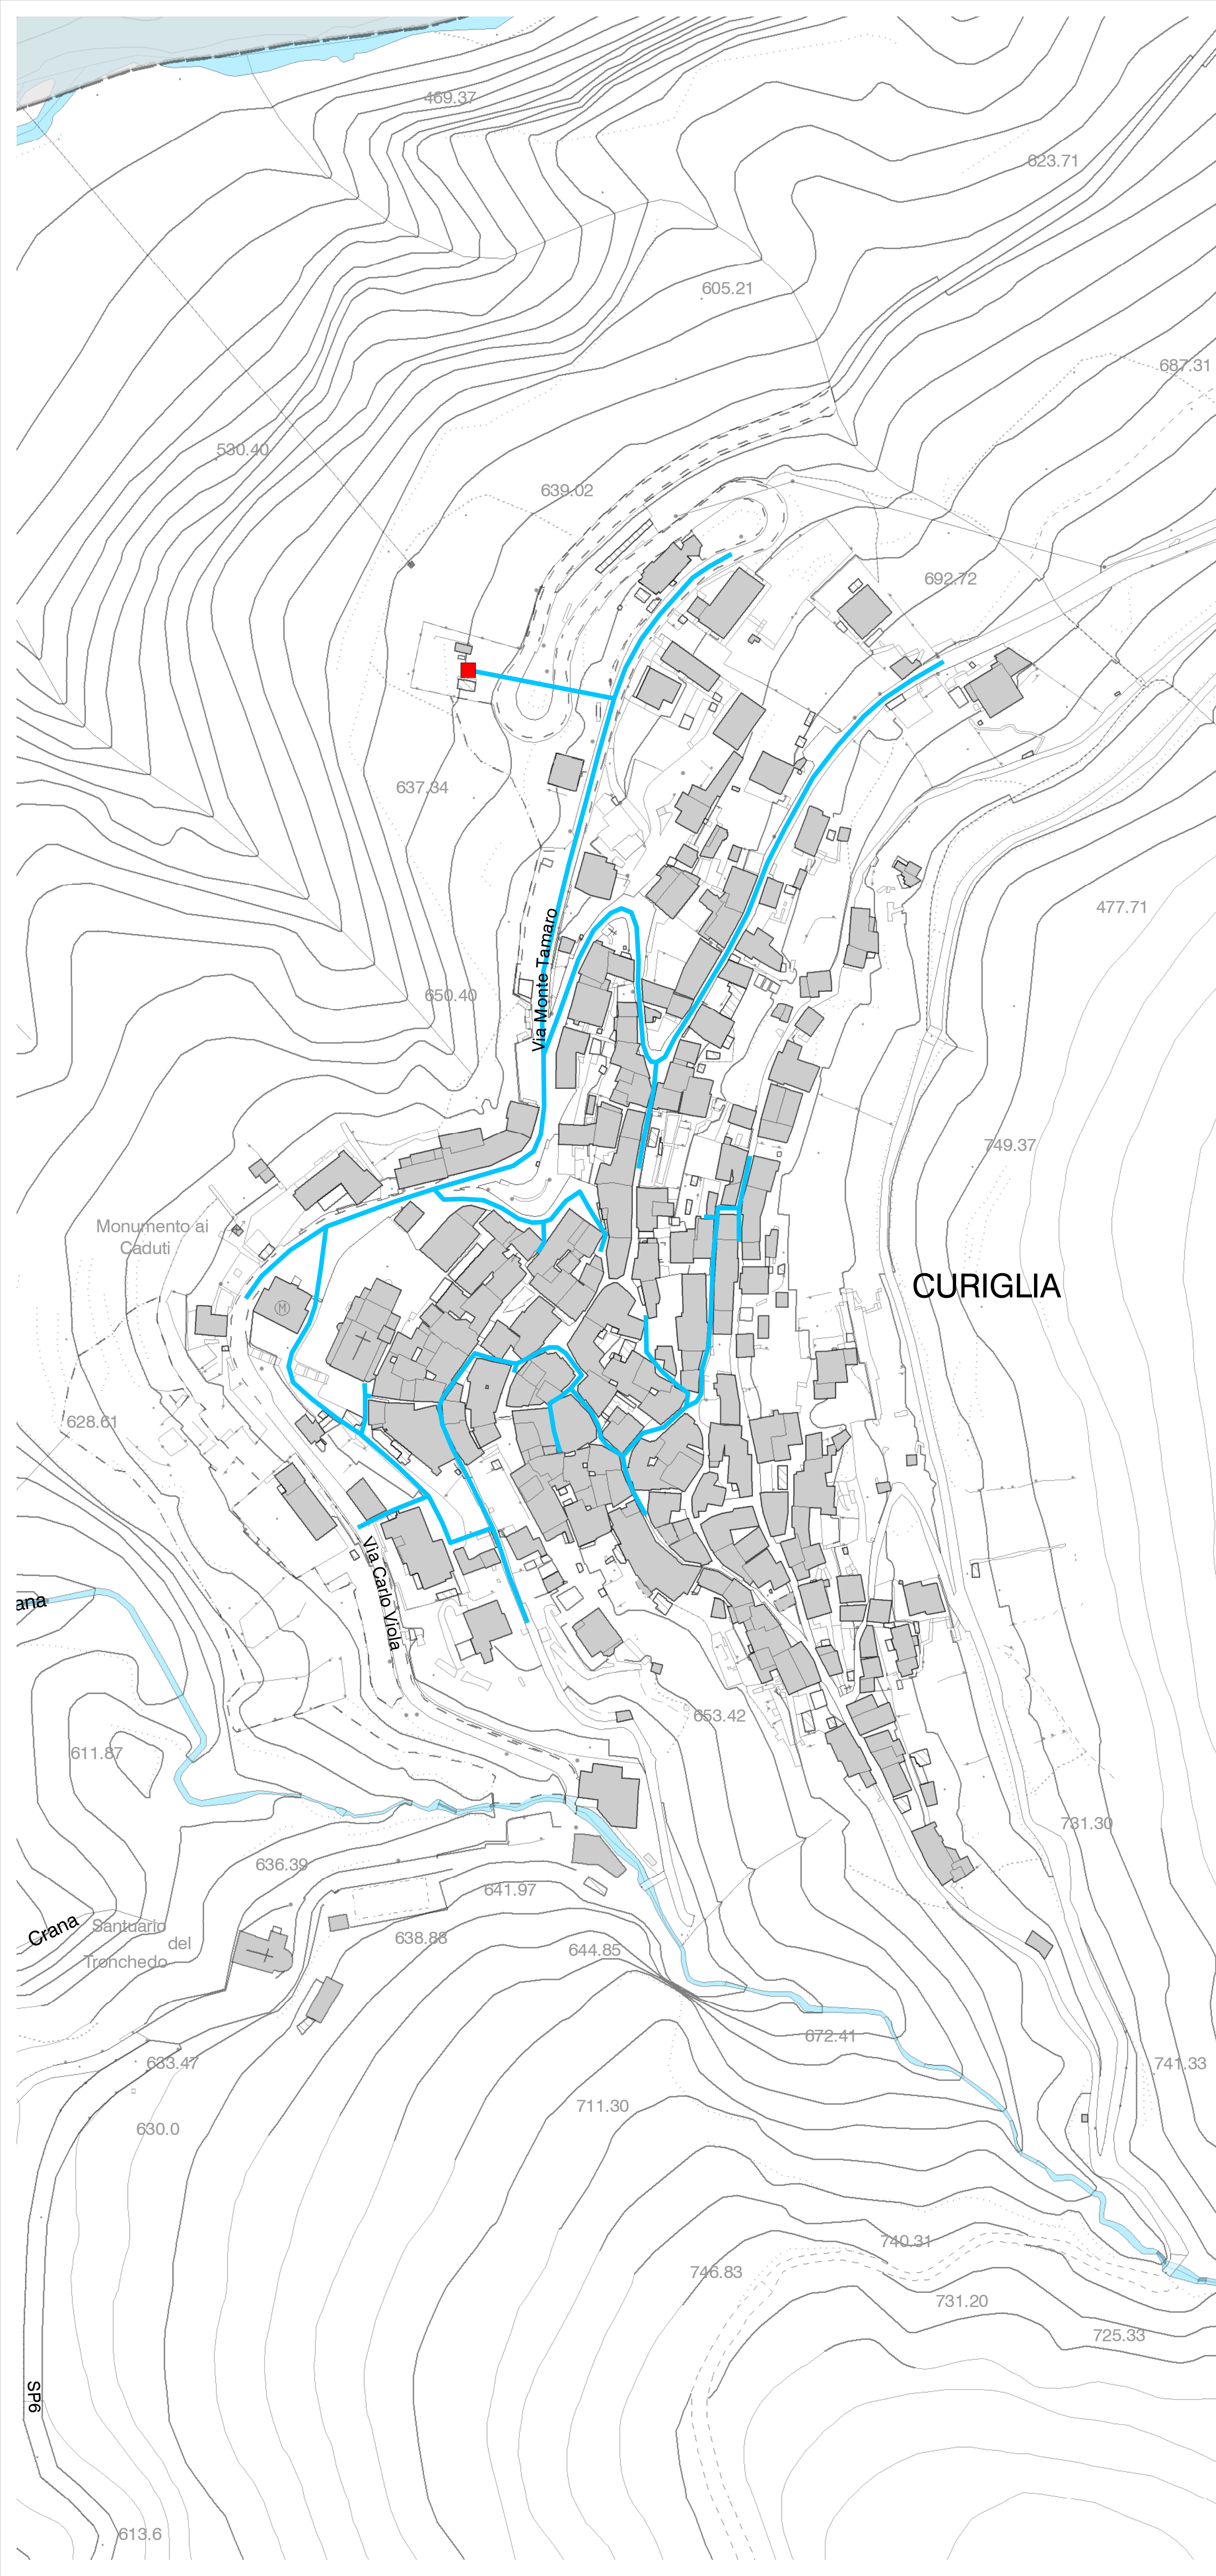 469.37
623.71
605.21
687.31
530.40
639.02
692.72
637.34
477.71
Via Monte Tamaro
650.40
749.37
Monumento ai
Caduti
CURIGLIA
M
628.61
Via Carlo Viola
ana
653.42
611.87
731.30
636.39
641.97
Crana
Santuario
del
Tronchedo
638.88
644.85
672.41
633.47
741.33
711.30
630.0
740.31
746.83
731.20
725.33
SP6
613.6